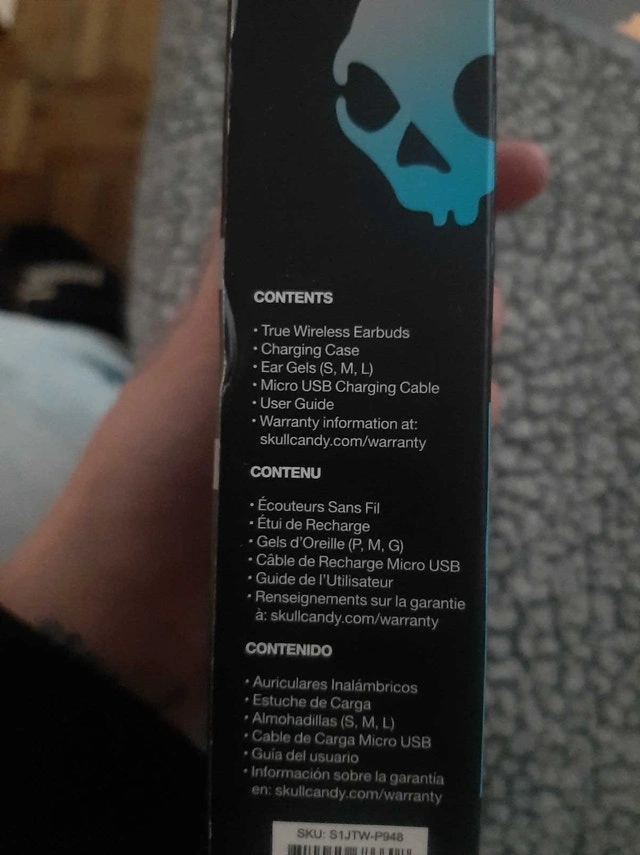 CONTENTS
• True Wireless Earbuds
• Charging Case
• Ear Gels (S, M, L)
• Micro USB Charging Cable
• User Guide
• Warranty information at:
skullcandy.com/warranty
CONTENU
• Écouteurs Sans Fil
• Étui de Recharge
• Gels d'Oreille (P, M, G)
• Câble de Recharge Micro USB
• Guide de l'Utilisateur
• Renseignements sur la garantie
à: skullcandy.com/warranty
CONTENIDO
• Auriculares Inalámbricos
• Estuche de Carga
• Almohadillas (S, M, L)
• Cable de Carga Micro USB
• Guía del usuario
• Información sobre la garantía
en: skullcandy.com/warranty
SKU: S1JTW-P948